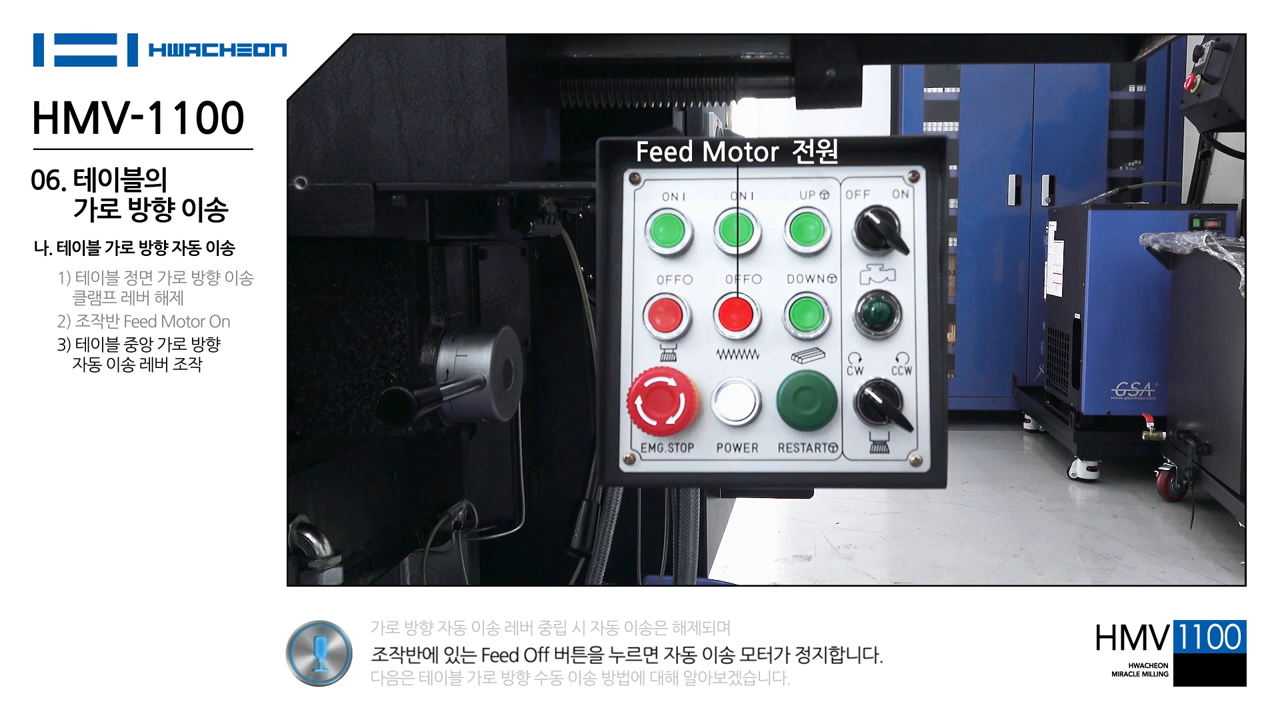 HWACHEON
HMV-1100
06. 테이블의
가로 방향 이송
나. 테이블 가로 방향 자동 이송
1) 테이블 정면 가로 방향 이송
클램프 레버 해제
2) 조작반 Feed Motor On
3) 테이블 중앙 가로 방향
자동 이송 레버 조작
Feed Motor 전원
ON I ON I UP OFF ON
OFF○ OFF○ DOWN
CW CCW
EMG.STOP POWER RESTART
GSA
가로 방향 자동 이송 레버 중립 시 자동 이송은 해제되며
조작반에 있는 Feed Off 버튼을 누르면 자동 이송 모터가 정지합니다.
다음은 테이블 가로 방향 수동 이송 방법에 대해 알아보겠습니다.
HMV 1100
HWACHEON
MIRACLE MILLING